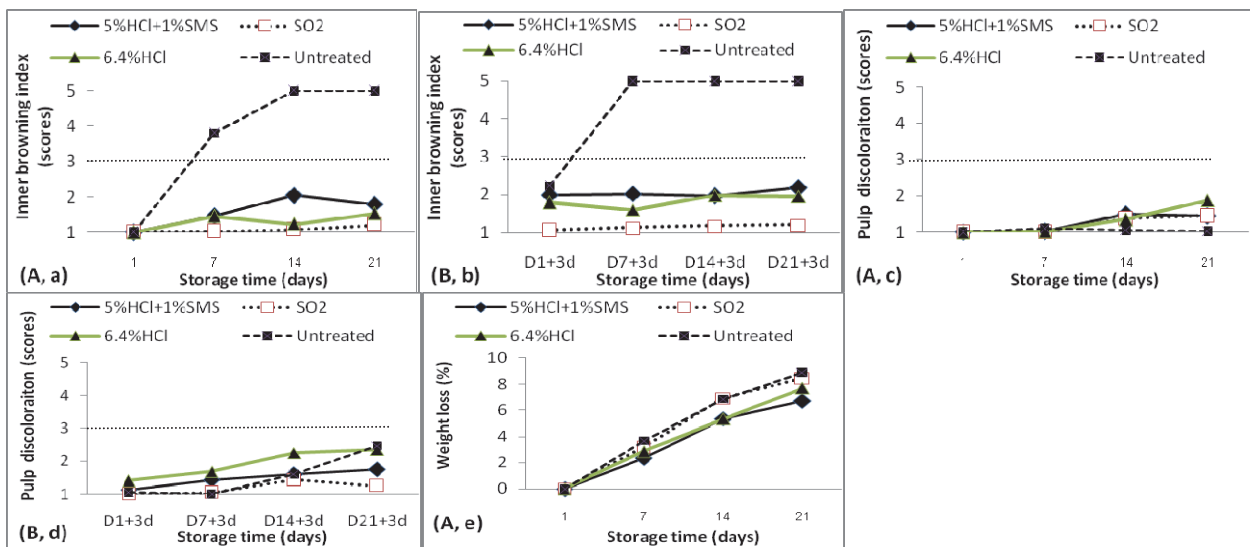 5%HCl+1%SMS
SO2
6.4%HCl
Untreated
Inner browning index (scores)
5
4
3
2
1
1
7
14
21
Storage time (days)
(A, a)
5%HCl+1%SMS
SO2
6.4%HCl
Untreated
Inner browning index (scores)
5
4
3
2
1
D1+3d
D7+3d
D14+3d
D21+3d
Storage time (days)
(B, b)
5%HCl+1%SMS
SO2
6.4%HCl
Untreated
Pulp discoloraiton (scores)
5
4
3
2
1
7
14
21
Storage time (days)
(A, c)
5%HCl+1%SMS
SO2
6.4%HCl
Untreated
Pulp discoloraiton (scores)
5
4
3
2
1
D1+3d
D7+3d
D14+3d
D21+3d
Storage time (days)
(B, d)
5%HCl+1%SMS
SO2
6.4%HCl
Untreated
Weight loss (%)
10
8
6
4
2
0
1
7
14
21
Storage time (days)
(A, e)